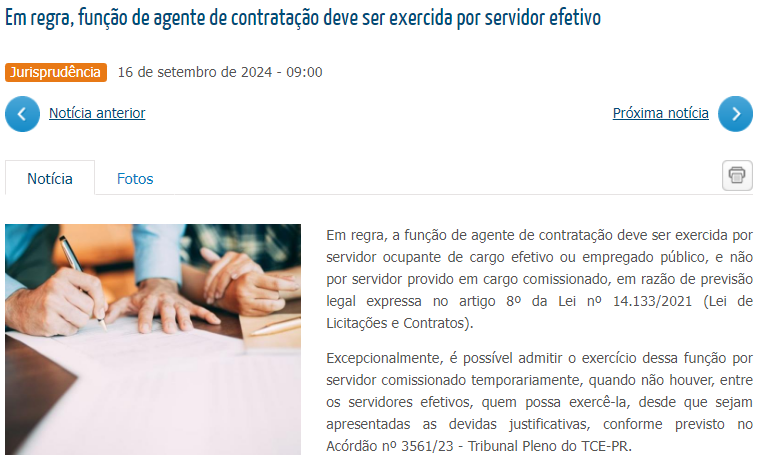 Em regra, função de agente de contratação deve ser exercida por servidor efetivo
Jurisprudência 16 de setembro de 2024 - 09:00
Notícia anterior Próxima notícia
Notícia Fotos
Em regra, a função de agente de contratação deve ser exercida por
servidor ocupante de cargo efetivo ou empregado público, e não
por servidor provido em cargo comissionado, em razão de previsão
legal expressa no artigo 8º da Lei nº 14.133/2021 (Lei de
Licitações e Contratos).
Excepcionalmente, é possível admitir o exercício dessa função por
servidor comissionado temporariamente, quando não houver, entre
os servidores efetivos, quem possa exercê-la, desde que sejam
apresentadas as devidas justificativas, conforme previsto no
Acórdão nº 3561/23 - Tribunal Pleno do TCE-PR.